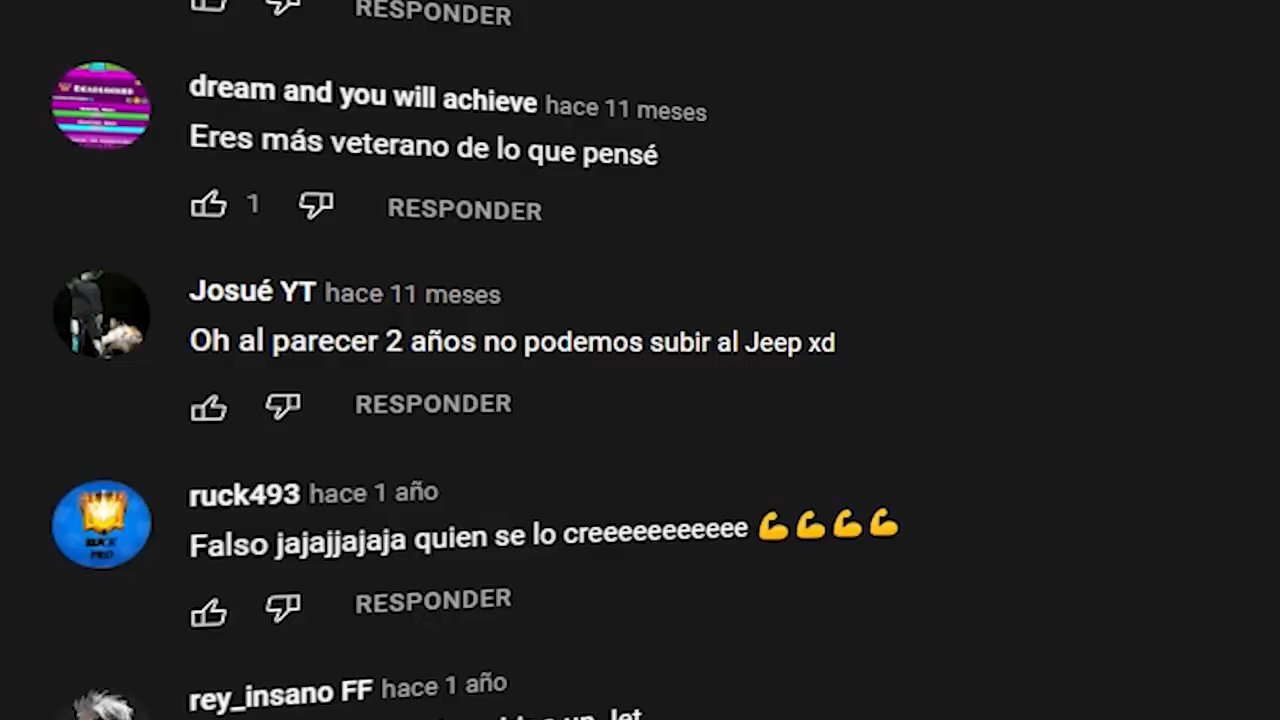 RESPONDER
dream and you will achieve hace 11 meses
Eres más veterano de lo que pensé
1 RESPONDER
Josué YT hace 11 meses
Oh al parecer 2 años no podemos subir al Jeep xd
RESPONDER
ruck493 hace 1 año
Falso jajajjajaja quien se lo creeeeeeeeeee 💪💪💪💪
RESPONDER
rey_insano FF hace 1 año